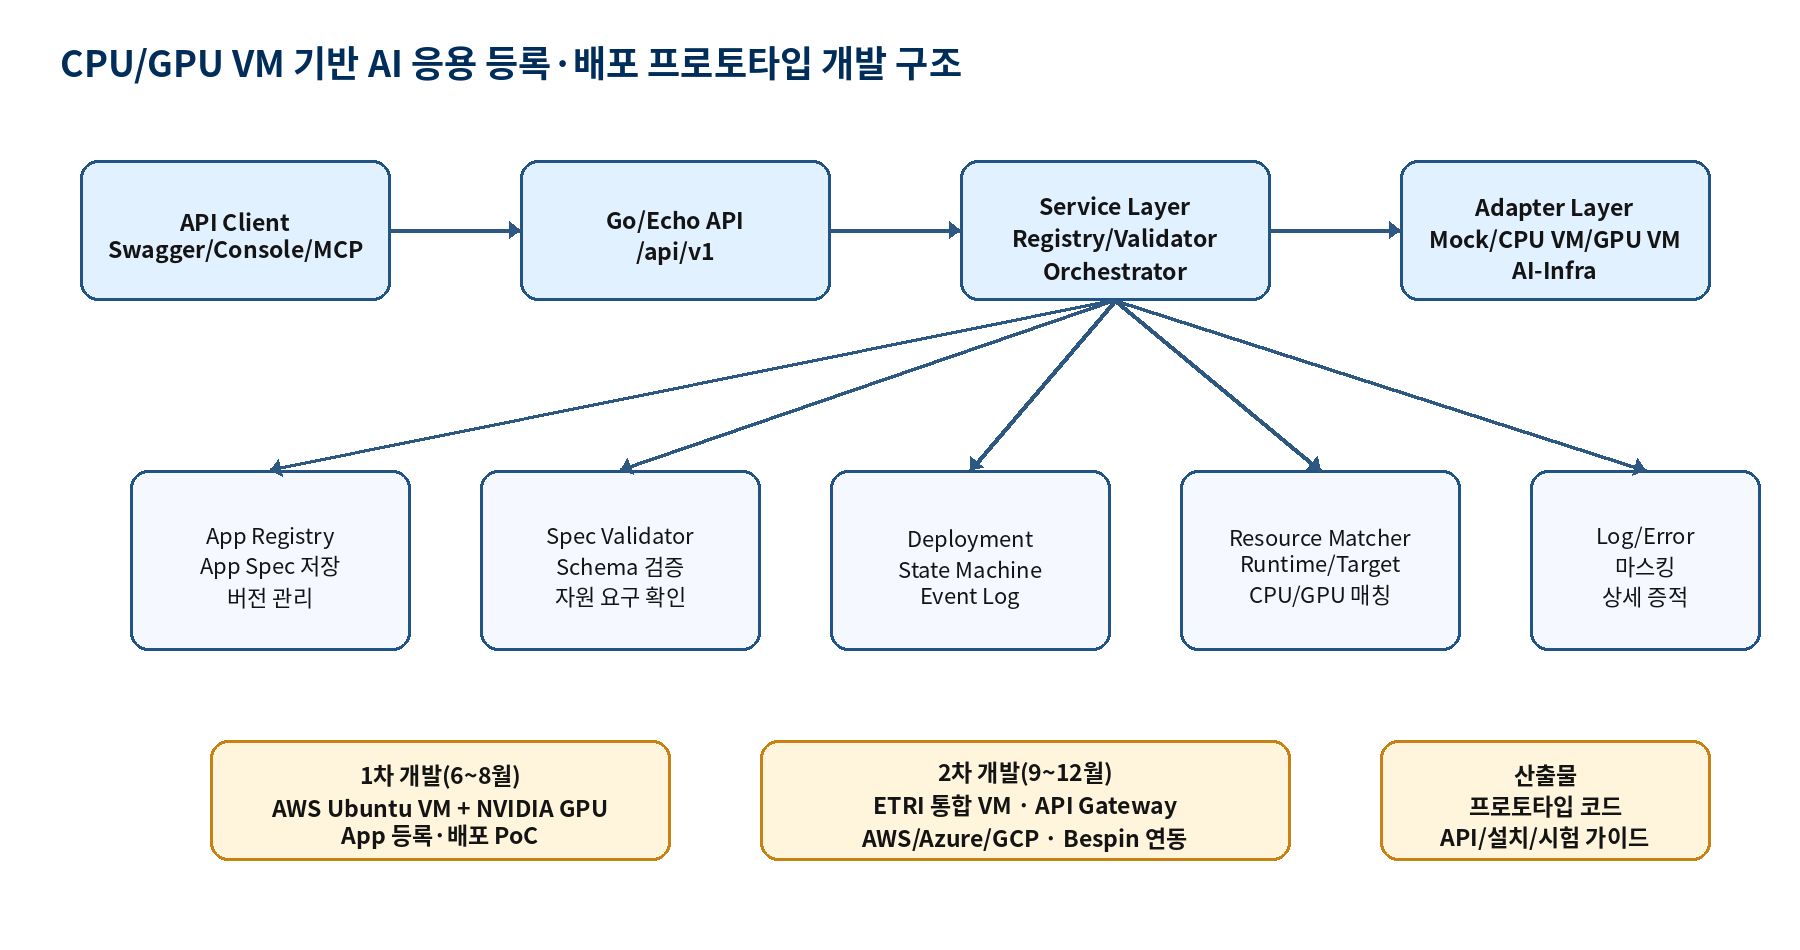 CPU/GPU VM 기반 AI 응용 등록·배포 프로토타입 개발 구조
API Client
Swagger/Console/MCP
Go/Echo API
/api/v1
Service Layer
Registry/Validator
Orchestrator
Adapter Layer
Mock/CPU VM/GPU VM
AI-Infra
App Registry
App Spec 저장
버전 관리
Spec Validator
Schema 검증
자원 요구 확인
Deployment
State Machine
Event Log
Resource Matcher
Runtime/Target
CPU/GPU 매칭
Log/Error
마스킹
상세 증적
1차 개발(6~8월)
AWS Ubuntu VM + NVIDIA GPU
App 등록·배포 PoC
2차 개발(9~12월)
ETRI 통합 VM · API Gateway
AWS/Azure/GCP · Bespin 연동
산출물
프로토타입 코드
API/설치/시험 가이드